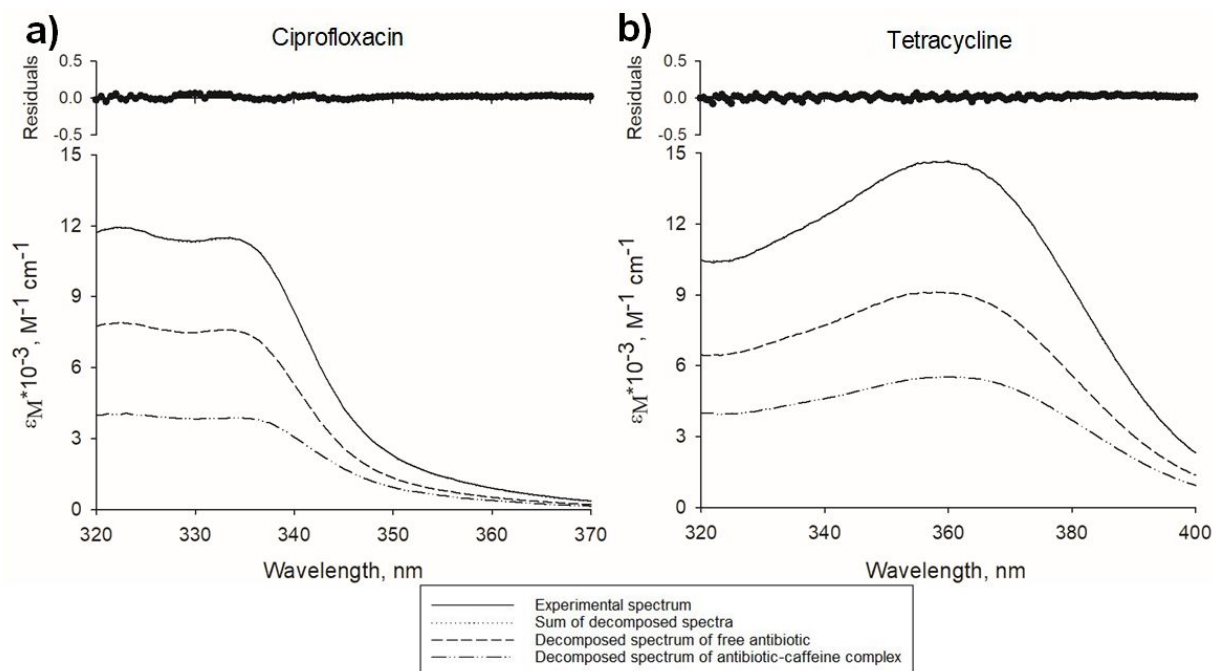 a)
Ciprofloxacin
Residuals
0.5
0.0
-0.5
15
12
9
6
3
0
εM*10-3, M-1 cm-1
320 330 340 350 360 370
Wavelength, nm
b)
Tetracycline
Residuals
0.5
0.0
-0.5
15
12
9
6
3
0
εM*10-3, M-1 cm-1
320 340 360 380 400
Wavelength, nm
Experimental spectrum
Sum of decomposed spectra
Decomposed spectrum of free antibiotic
Decomposed spectrum of antibiotic-caffeine complex